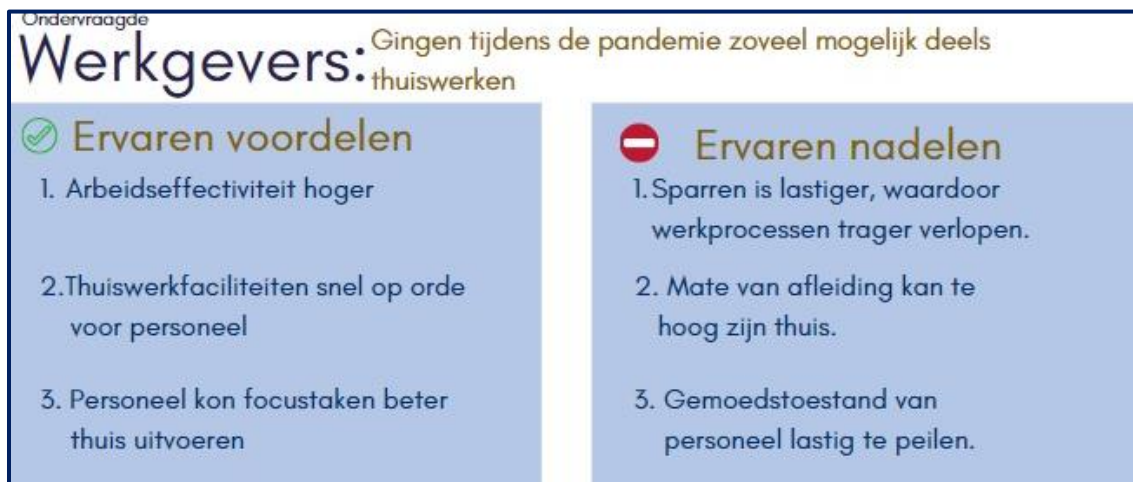 Ondervraagde
Werkgevers:
Gingen tijdens de pandemie zoveel mogelijk deels
thuiswerken
Ervaren voordelen
1. Arbeidseffectiviteit hoger
2.Thuiswerkfaciliteiten snel op orde
voor personeel
3. Personeel kon focustaken beter
thuis uitvoeren
Ervaren nadelen
1. Sparren is lastiger, waardoor
werkprocessen trager verlopen.
2. Mate van afleiding kan te
hoog zijn thuis.
3. Gemoedstoestand van
personeel lastig te peilen.